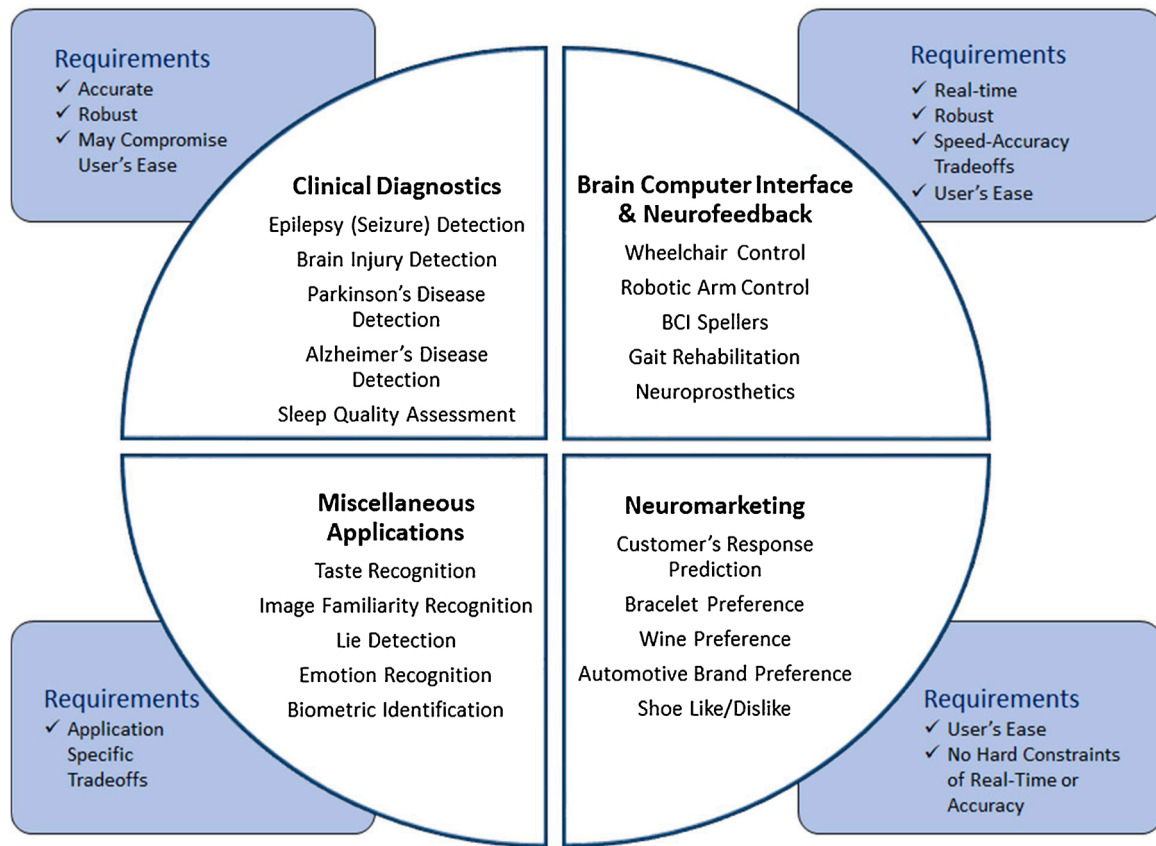 Requirements
✓ Accurate
✓ Robust
✓ May Compromise
User's Ease
Clinical Diagnostics
Epilepsy (Seizure) Detection
Brain Injury Detection
Parkinson's Disease
Detection
Alzheimer's Disease
Detection
Sleep Quality Assessment
Requirements
✓ Real-time
✓ Robust
✓ Speed-Accuracy
Tradeoffs
✓ User's Ease
Brain Computer Interface
& Neurofeedback
Wheelchair Control
Robotic Arm Control
BCI Spellers
Gait Rehabilitation
Neuroprosthetics
Miscellaneous
Applications
Taste Recognition
Image Familiarity Recognition
Lie Detection
Emotion Recognition
Biometric Identification
Requirements
✓ Application
Specific
Tradeoffs
Neuromarketing
Customer's Response
Prediction
Bracelet Preference
Wine Preference
Automotive Brand Preference
Shoe Like/Dislike
Requirements
✓ User's Ease
✓ No Hard Constraints
of Real-Time or
Accuracy